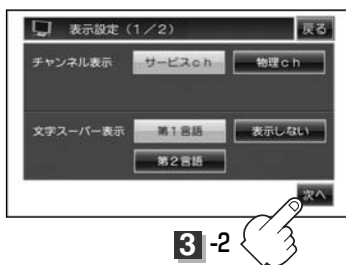 表示設定(1/2)
戻る
チャンネル表示 サービスch 物理ch
文字スーパー表示 第1言語 表示しない
第2言語
次へ
3-2